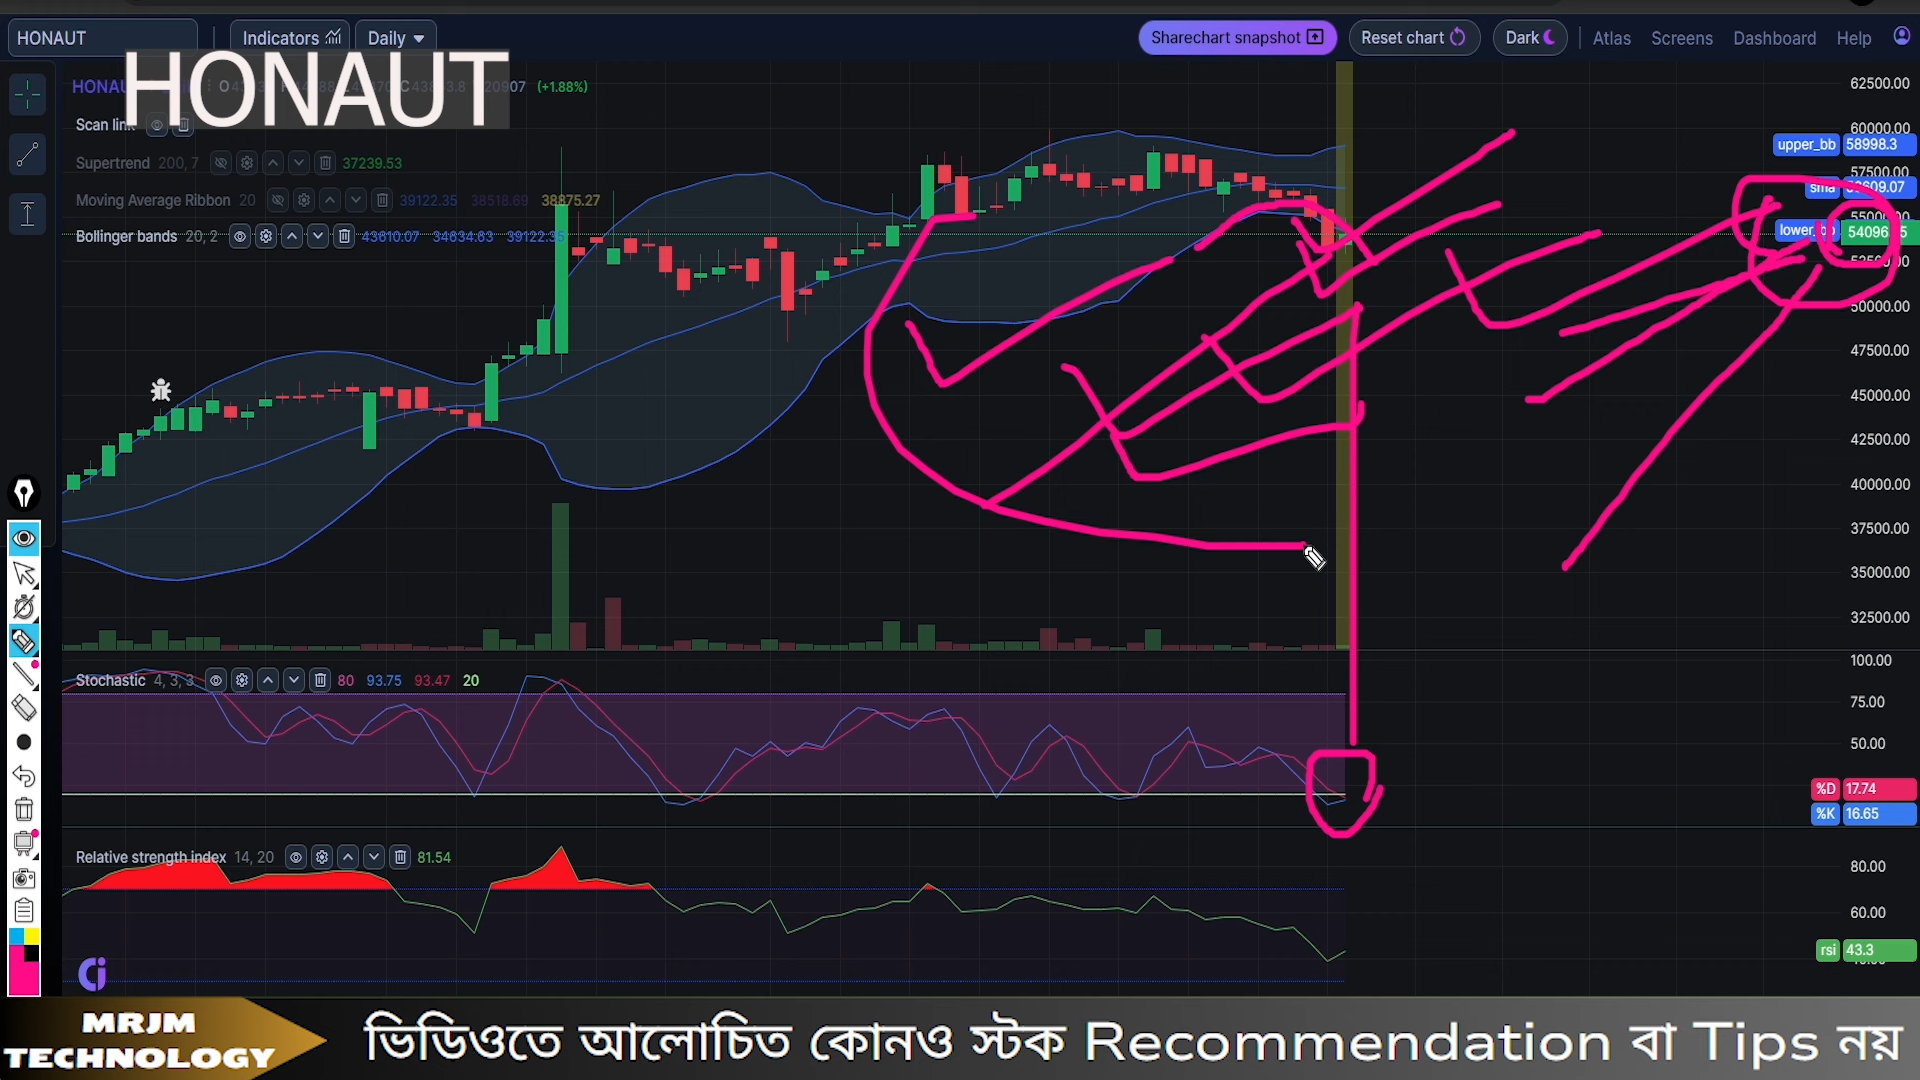 HONAUT
Indicators
Daily
Sharechart snapshot
Reset chart
Dark
Atlas
Screens
Dashboard
Help
HONAUT
(+1.88%)
Supertrend 200, 7 37239.53
Moving Average Ribbon 20 39122.35 38518.69 38875.27
Bollinger bands 20, 2 43610.07 34634.63
62500.00
60000.00
upper_bb 58998.3
57500.00
sma
50000.00
47500.00
45000.00
42500.00
40000.00
37500.00
35000.00
32500.00
Stochastic 4, 3, 3 80 93.75 93.47 20
100.00
75.00
50.00
%D 17.74
%K 16.65
Relative strength index 14, 20 81.54
80.00
60.00
rsi 43.3
MRJM
TECHNOLOGY
ভিডিওতে আলোচিত কোনও স্টক Recommendation বা Tips নয়